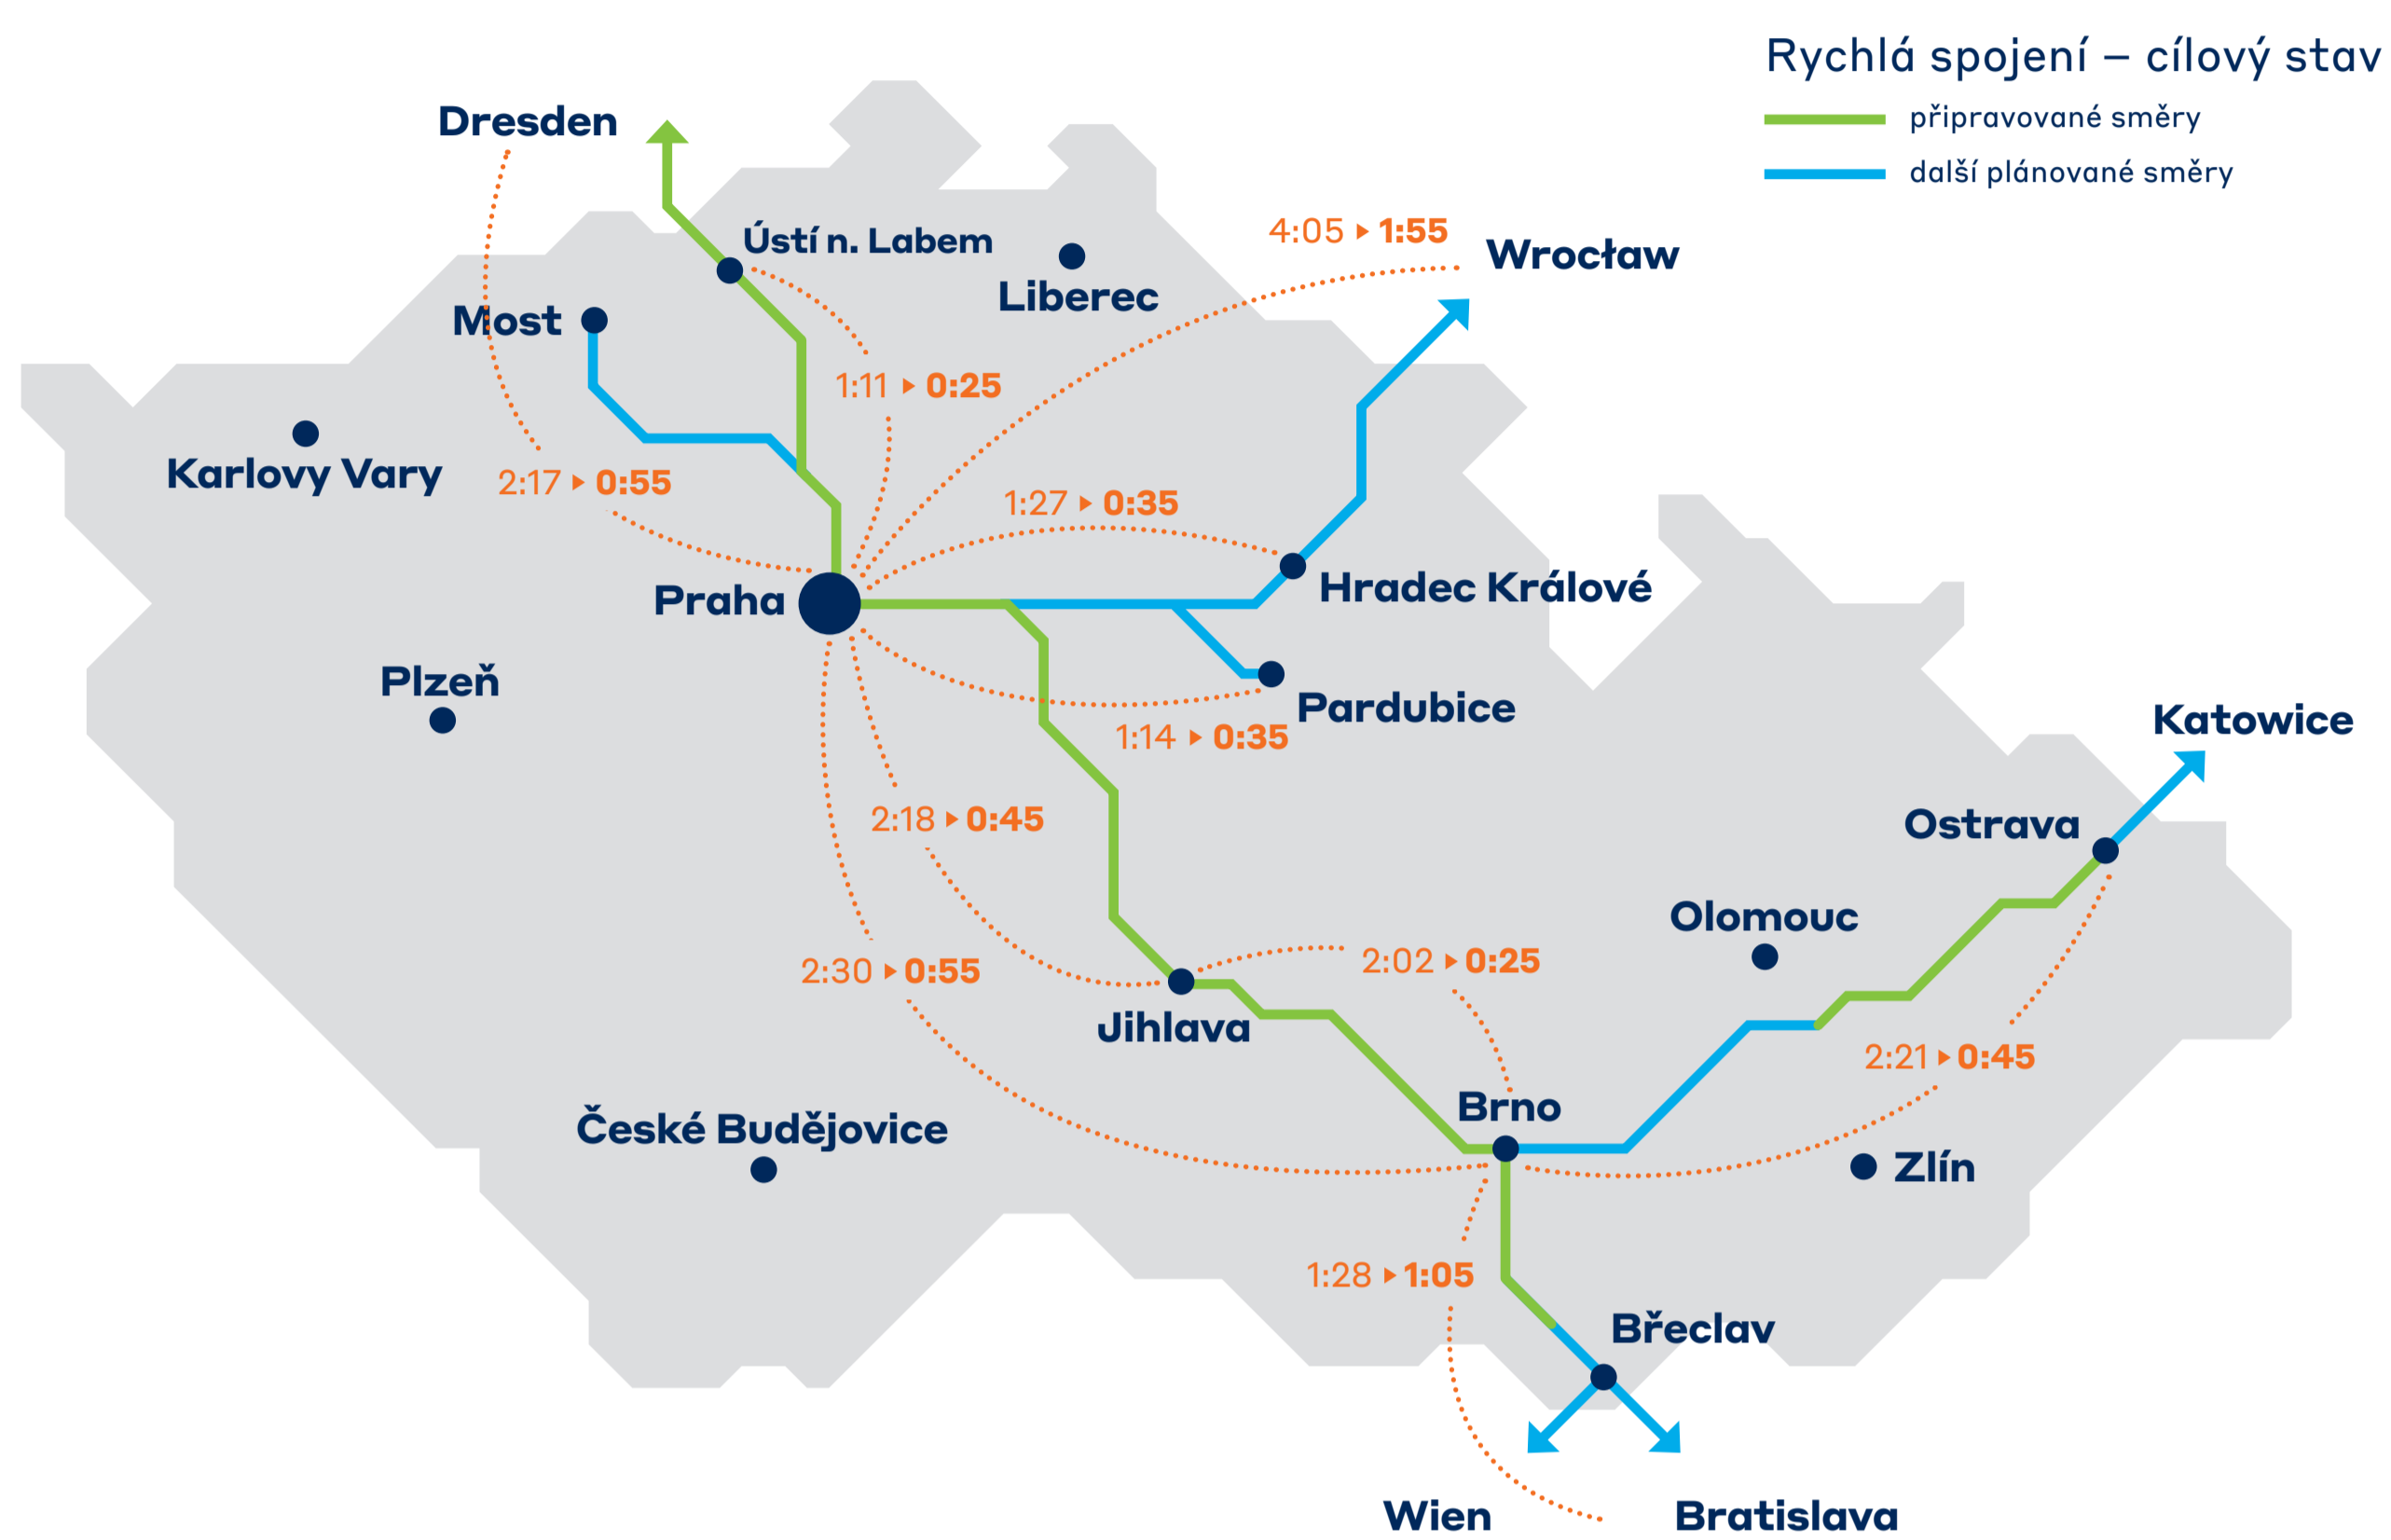 Rychlá spojení – cílový stav
připravované směry
další plánované směry
Dresden
Ústí n. Labem
4:05 ▸ 1:55
Wrocław
Liberec
Most
1:11 ▸ 0:25
Karlovy Vary
2:17 ▸ 0:55
1:27 ▸ 0:35
Praha
Hradec Králové
Plzeň
Pardubice
1:14 ▸ 0:35
Katowice
2:18 ▸ 0:45
Ostrava
Olomouc
2:30 ▸ 0:55
2:02 ▸ 0:25
Jihlava
2:21 ▸ 0:45
Brno
České Budějovice
Zlín
1:28 ▸ 1:05
Břeclav
Wien
Bratislava